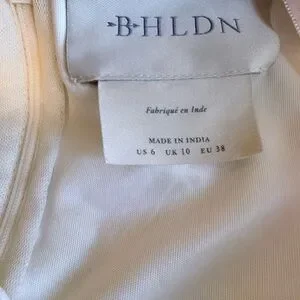 BHLDN
Fabriqué en Inde
MADE IN INDIA
US 6 UK 10 EU 38